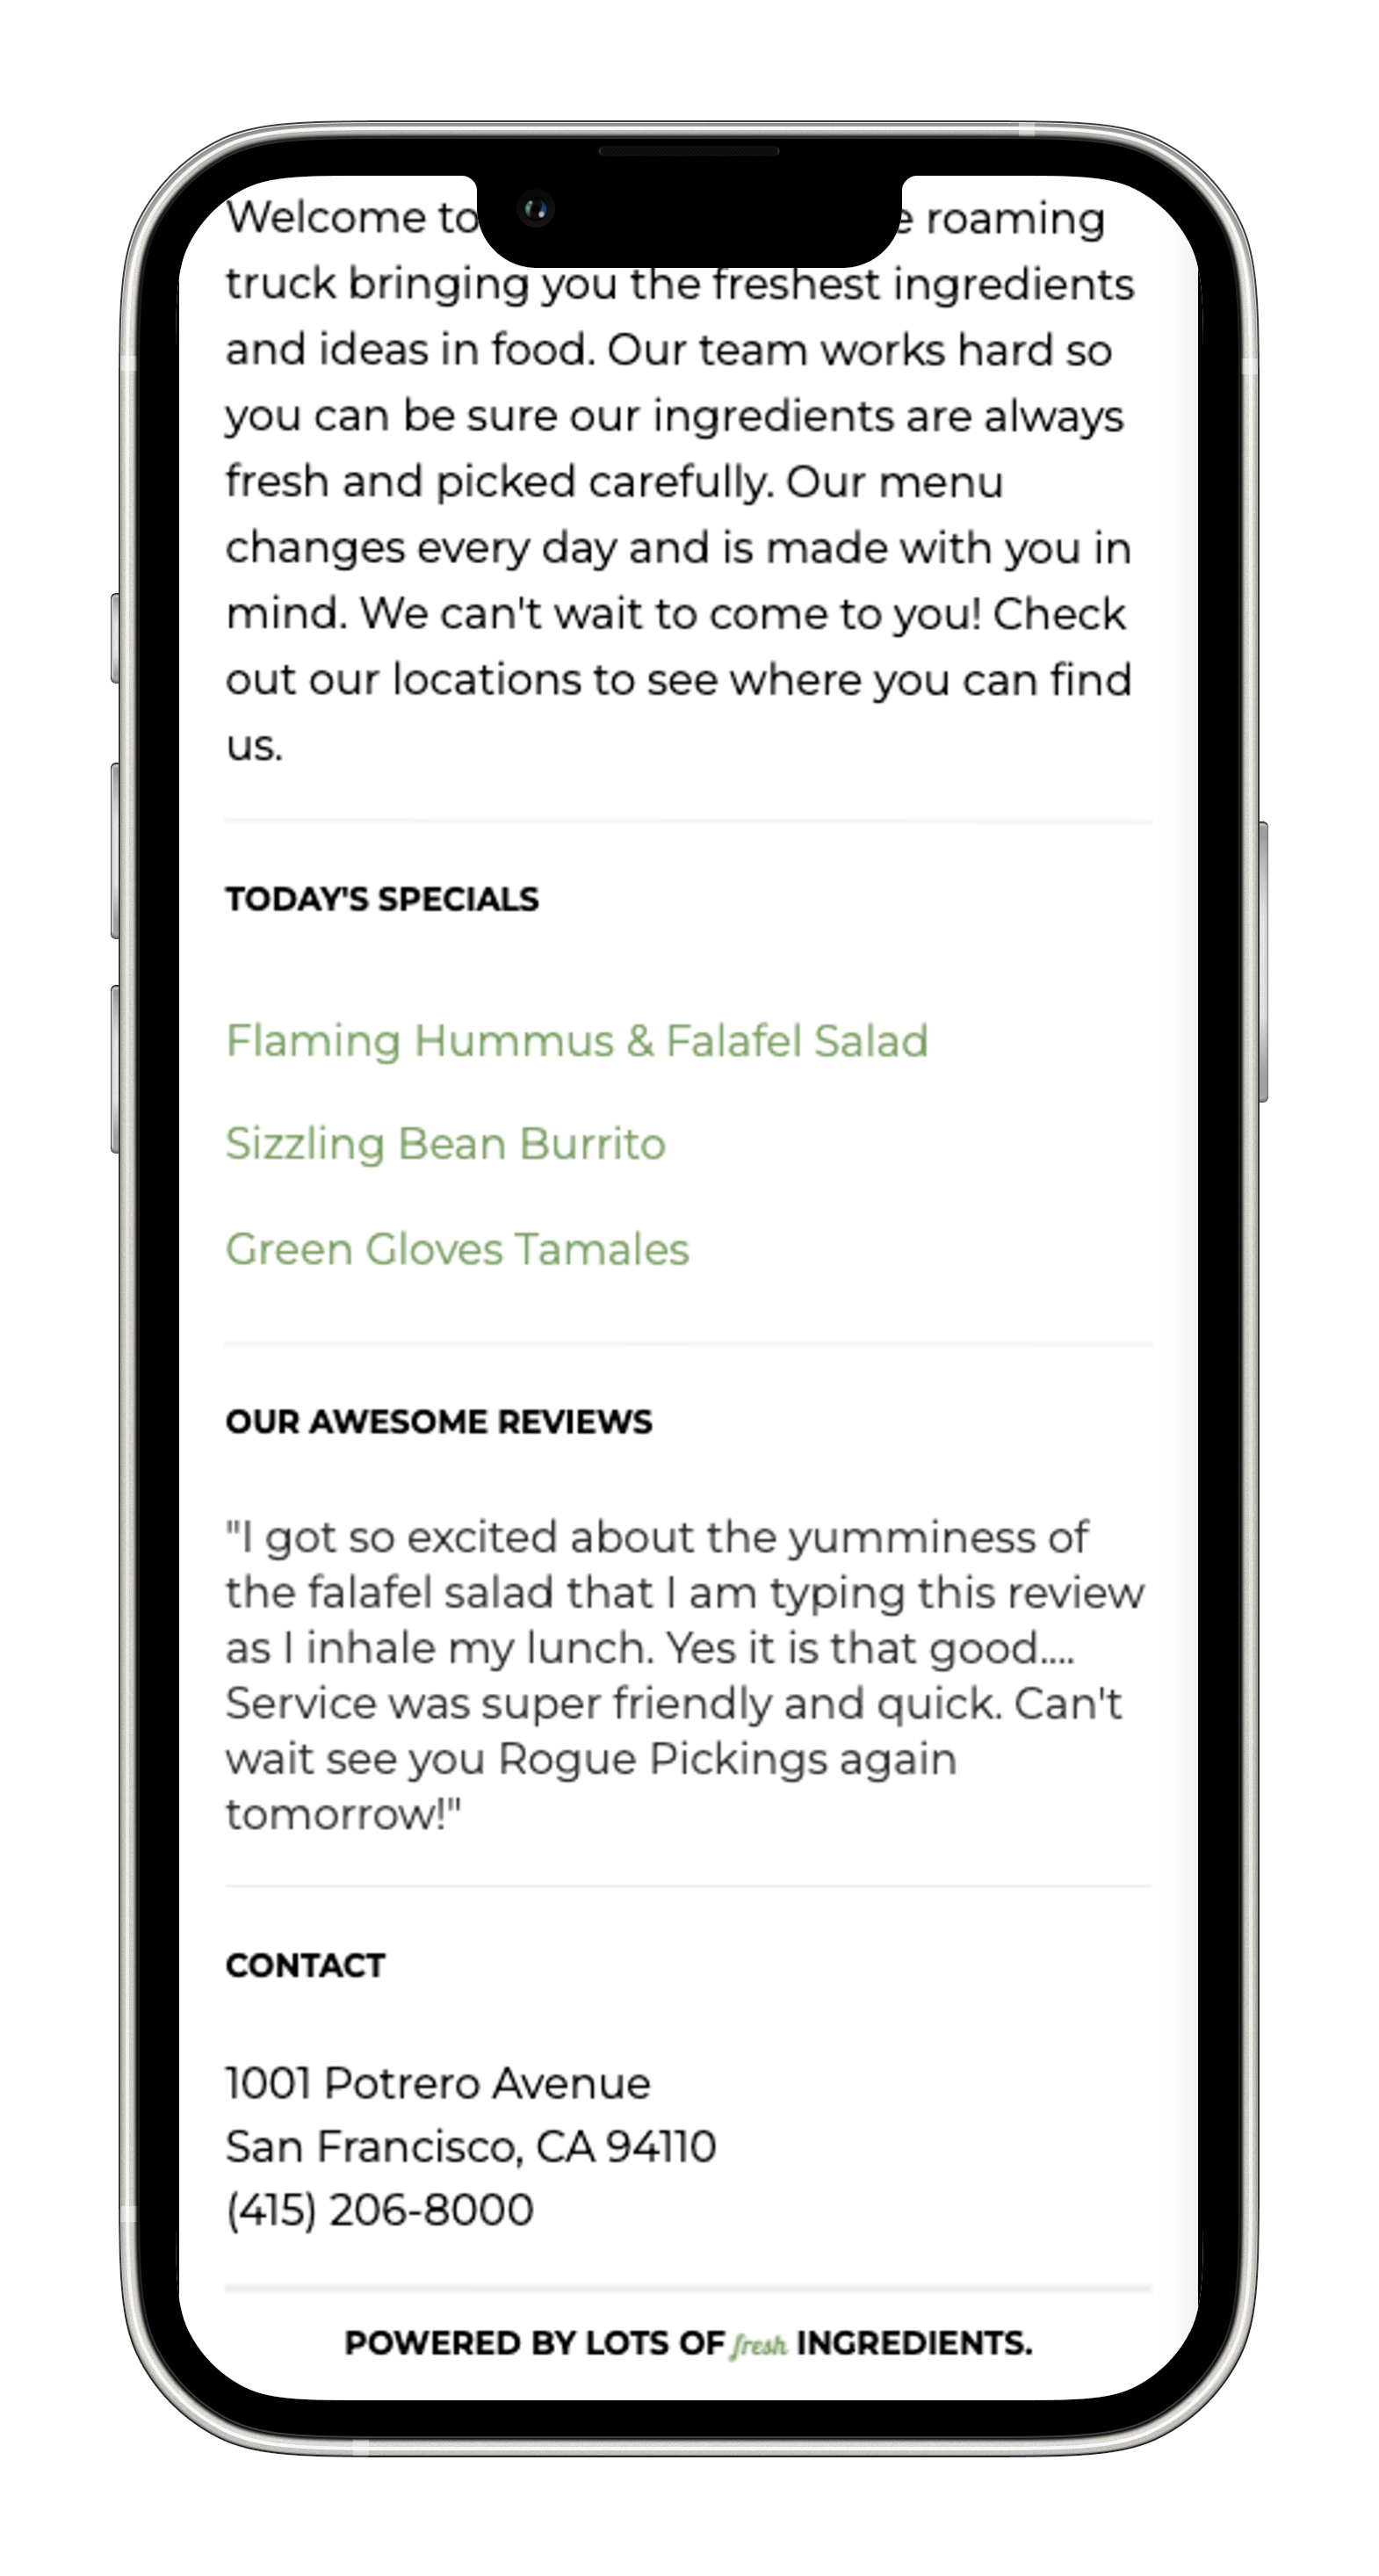 Welcome to roaming
truck bringing you the freshest ingredients
and ideas in food. Our team works hard so
you can be sure our ingredients are always
fresh and picked carefully. Our menu
changes every day and is made with you in
mind. We can't wait to come to you! Check
out our locations to see where you can find
us.
TODAY'S SPECIALS
Flaming Hummus & Falafel Salad
Sizzling Bean Burrito
Green Gloves Tamales
OUR AWESOME REVIEWS
"I got so excited about the yumminess of
the falafel salad that I am typing this review
as I inhale my lunch. Yes it is that good....
Service was super friendly and quick. Can't
wait see you Rogue Pickings again
tomorrow!"
CONTACT
1001 Potrero Avenue
San Francisco, CA 94110
(415) 206-8000
POWERED BY LOTS OF fresh INGREDIENTS.